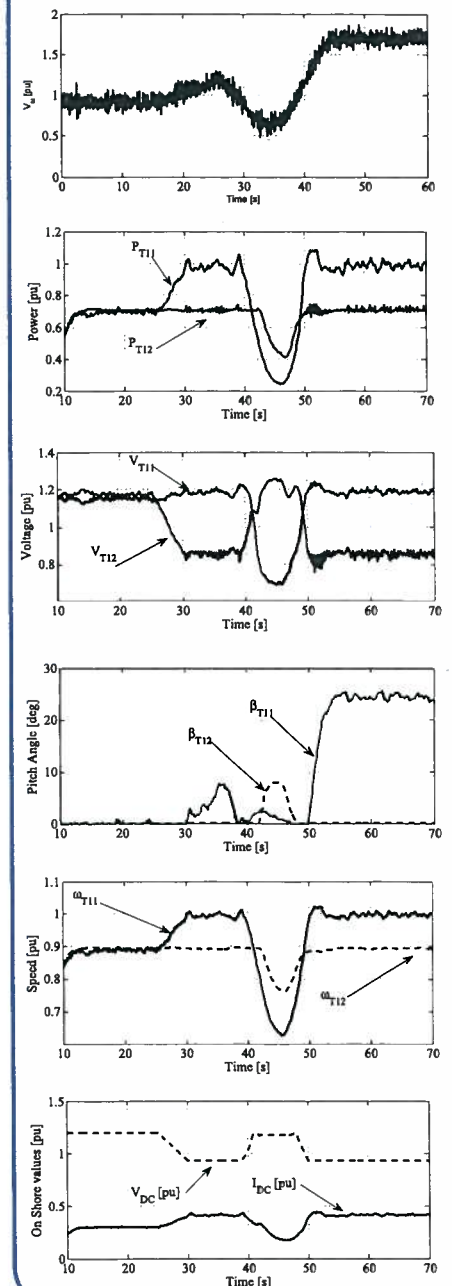 2
1.5
1
0.5
0
[pu]
0 10 20 30 40 50 60
Time [s]
1.2
P_T11
1
0.8
0.6
P_T12
0.4
0.2
Power [pu]
10 20 30 40 50 60 70
Time [s]
1.4
V_T11
1.2
1
V_T12
0.8
Voltage [pu]
10 20 30 40 50 60 70
Time [s]
30
β_T11
20
β_T12
10
0
Pitch Angle [deg]
10 20 30 40 50 60 70
Time [s]
1.1
ω_T11
1
0.9
0.8
ω_T12
0.7
Speed [pu]
10 20 30 40 50 60 70
Time [s]
1.5
1
V_DC [pu]
I_DC [pu]
0.5
0
On Shore values [pu]
10 20 30 40 50 60 70
Time [s]